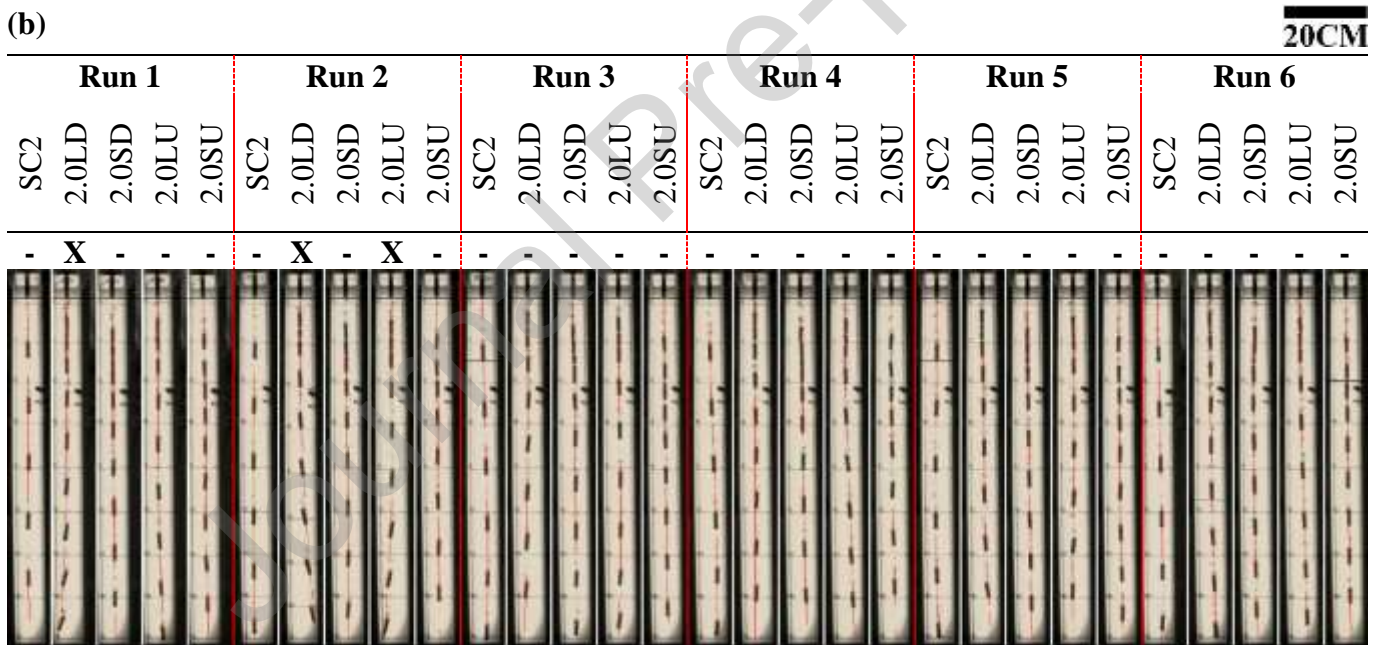 (b)
20CM
Run 1 Run 2 Run 3 Run 4 Run 5 Run 6
SC2 2.0LD 2.0SD 2.0LU 2.0SU SC2 2.0LD 2.0SD 2.0LU 2.0SU SC2 2.0LD 2.0SD 2.0LU 2.0SU SC2 2.0LD 2.0SD 2.0LU 2.0SU SC2 2.0LD 2.0SD 2.0LU 2.0SU SC2 2.0LD 2.0SD 2.0LU 2.0SU
- X - - - - X - X - - - - - - - - - - - - - - - - - - - - -
Journal Pre-